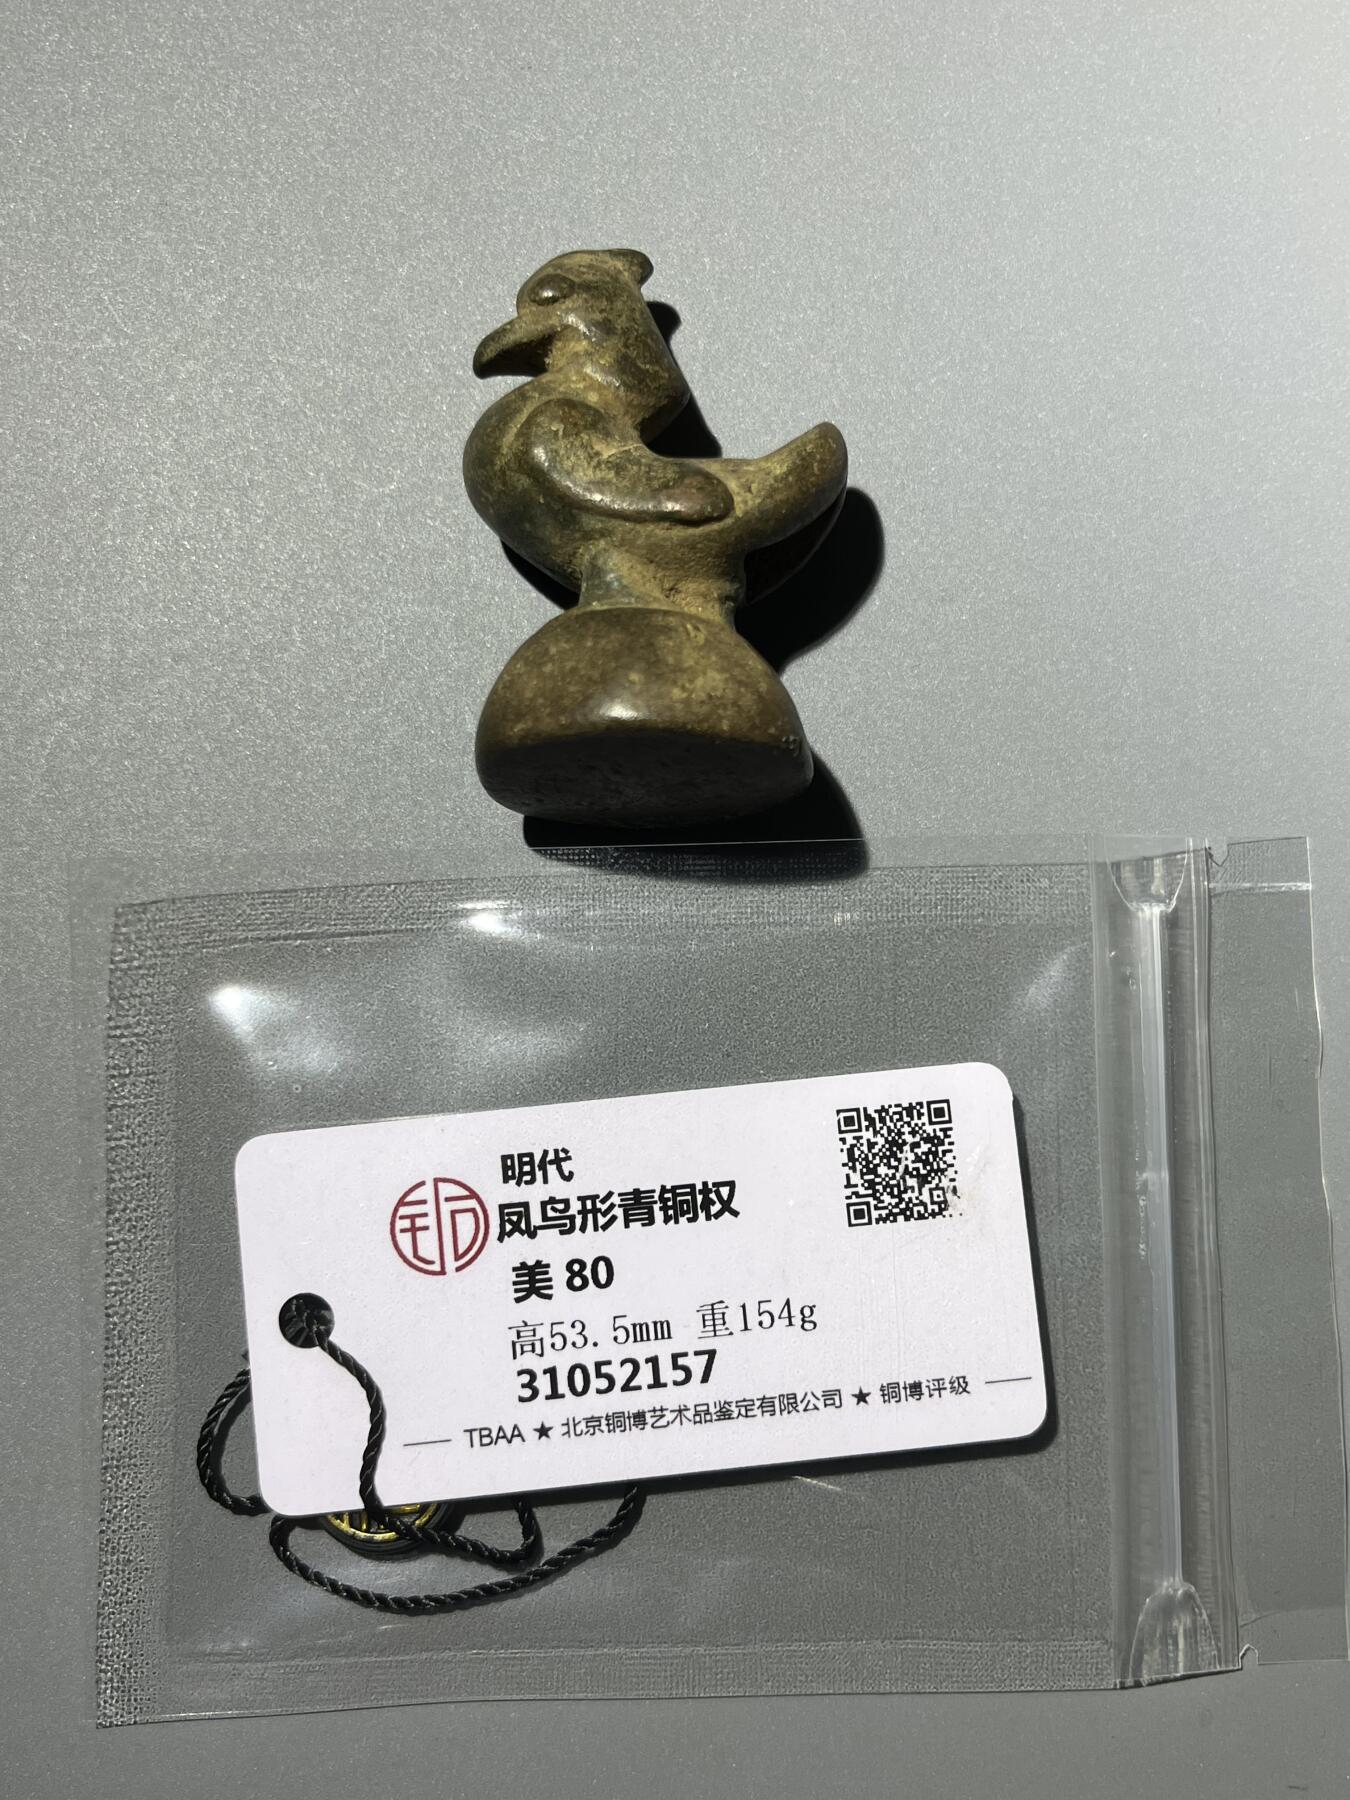 明代
凤鸟形青铜权
美 80
高53.5mm 重154g
31052157
TBAA ★ 北京铜博艺术品鉴定有限公司 ★ 铜博评级